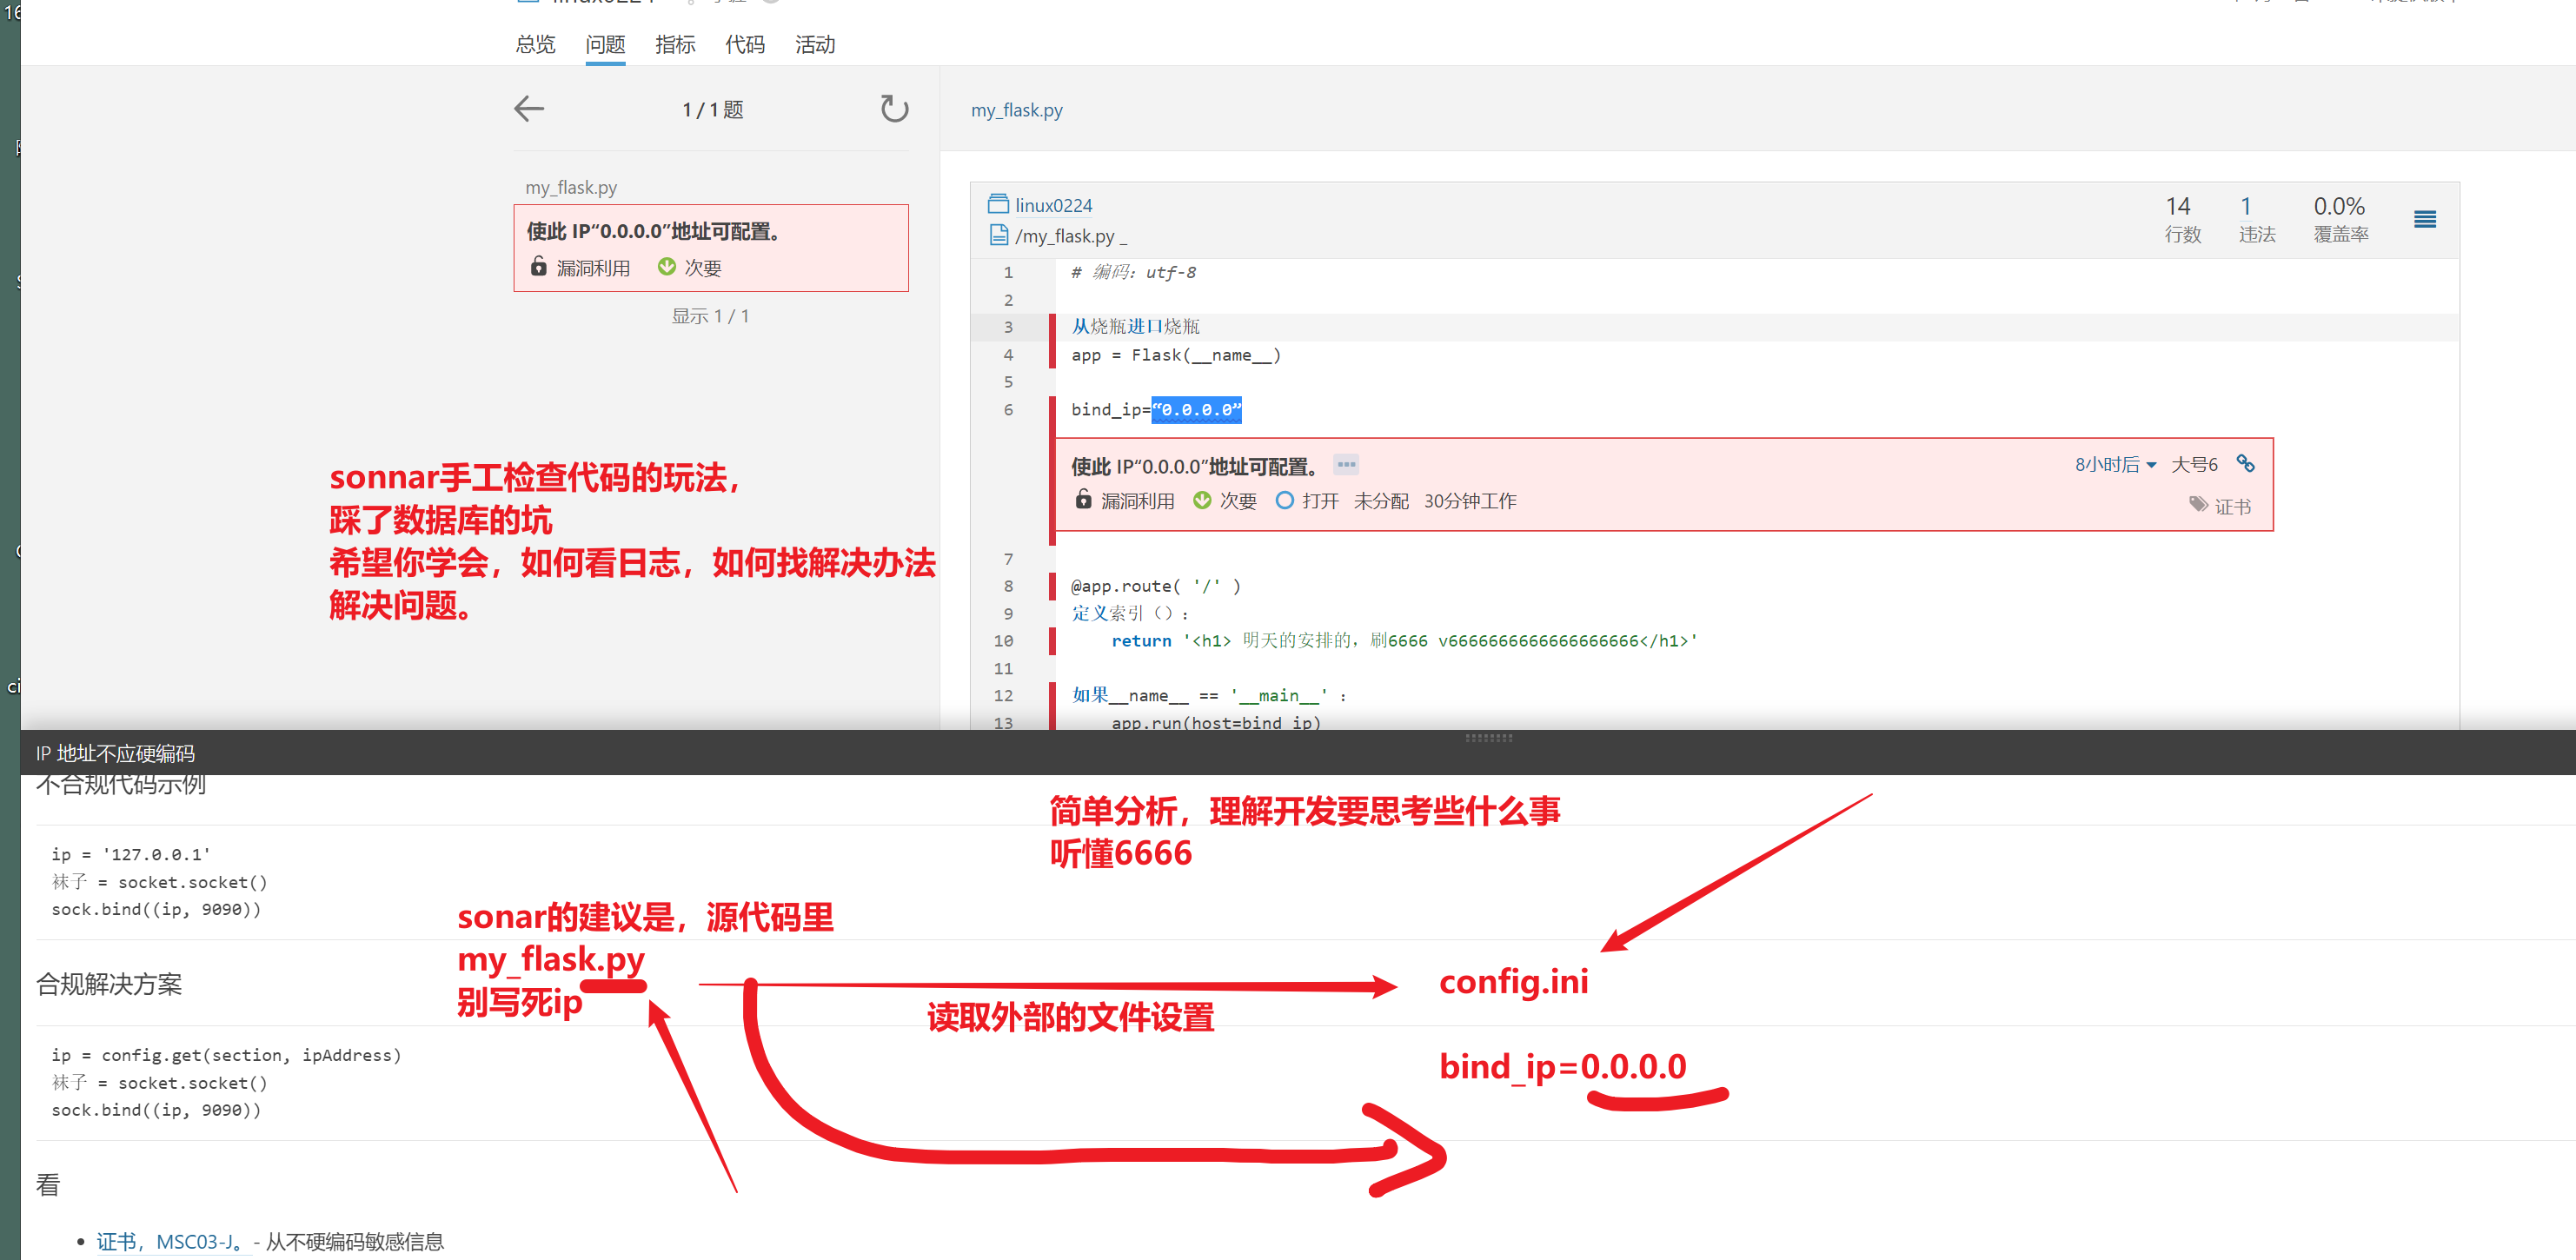 总览 问题 指标 代码 活动
1 / 1 题
my_flask.py
my_flask.py
使此 IP“0.0.0.0”地址可配置。
漏洞利用 次要
显示 1 / 1
linux0224
/my_flask.py _
14 1 0.0%
行数 违法 覆盖率
1 # 编码：utf-8
2
3 从烧瓶进口烧瓶
4 app = Flask(__name__)
5
6 bind_ip=“0.0.0.0”
使此 IP“0.0.0.0”地址可配置。
8小时后 大号6
漏洞利用 次要 打开 未分配 30分钟工作
证书
7
8 @app.route( '/' )
9 定义索引（）：
10 return '<h1> 明天的安排的，刷6666 v6666666666666666666</h1>'
11
12 如果__name__ == '__main__' ：
13 app.run(host=bind_ip)
sonnar手工检查代码的玩法，
踩了数据库的坑
希望你学会，如何看日志，如何找解决办法
解决问题。
IP 地址不应硬编码
不合规代码示例
ip = '127.0.0.1'
袜子 = socket.socket()
sock.bind((ip, 9090))
简单分析，理解开发要思考些什么事
听懂6666
sonar的建议是，源代码里
my_flask.py
别写死ip
读取外部的文件设置
config.ini
bind_ip=0.0.0.0
合规解决方案
ip = config.get(section, ipAddress)
袜子 = socket.socket()
sock.bind((ip, 9090))
看
证书，MSC03-J。- 从不硬编码敏感信息